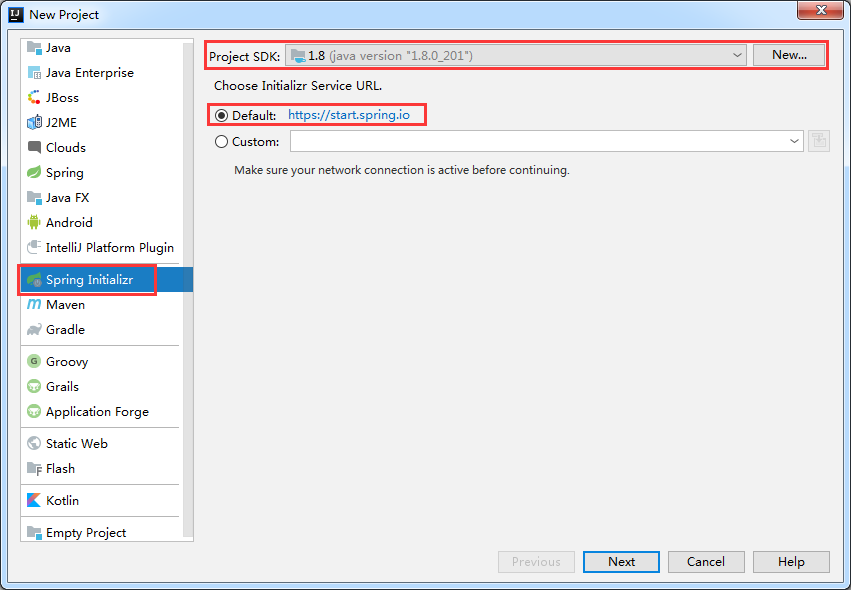 New Project
Java
Java Enterprise
JBoss
J2ME
Clouds
Spring
Java FX
Android
IntelliJ Platform Plugin
Spring Initializr
Maven
Gradle
Groovy
Grails
Application Forge
Static Web
Flash
Kotlin
Empty Project
Project SDK: 1.8 (java version "1.8.0_201") New...
Choose Initializr Service URL.
Default: https://start.spring.io
Custom:
Make sure your network connection is active before continuing.
Previous Next Cancel Help